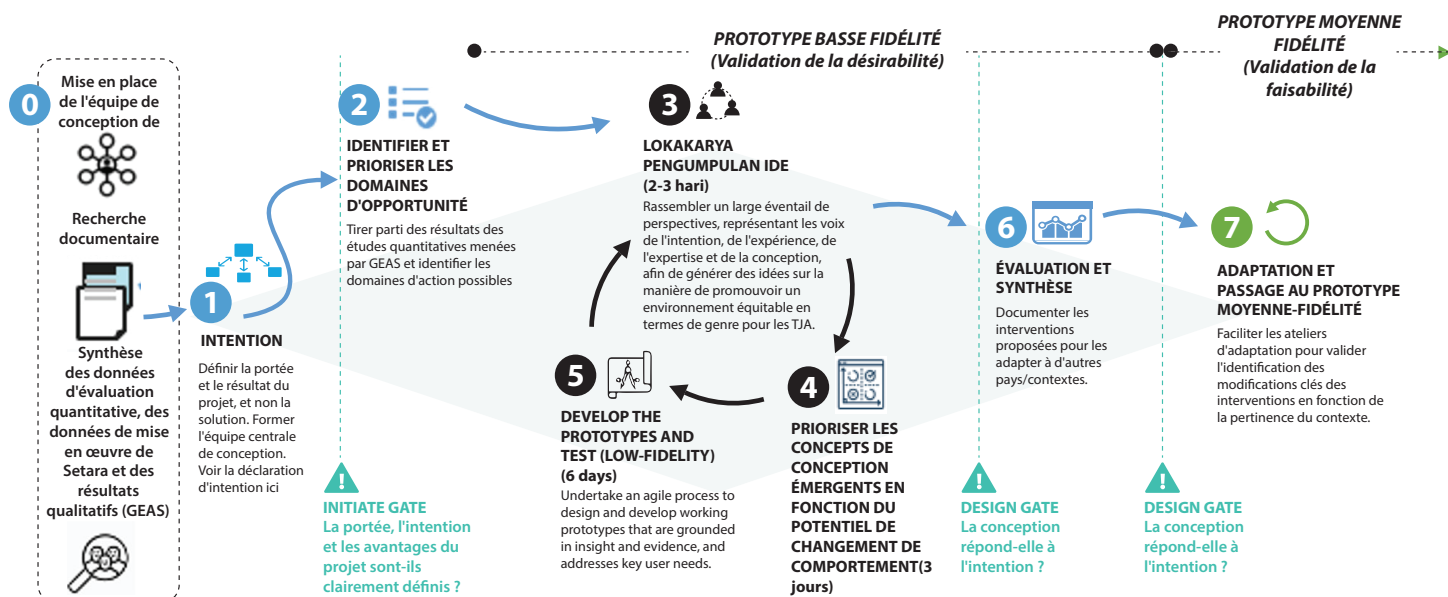 PROTOTYPE BASSE FIDÉLITÉ
(Validation de la désirabilité)
PROTOTYPE MOYENNE
FIDÉLITÉ
(Validation de la
faisabilité)
0
Mise en place
de l'équipe de
conception de
Recherche
documentaire
Synthèse
des données
d'évaluation
quantitative, des
données de mise
en œuvre de
Setara et des
résultats
qualitatifs (GEAS)
1
INTENTION
Définir la portée
et le résultat du
projet, et non la
solution. Former
l'équipe centrale
de conception.
Voir la déclaration
d'intention ici
2
IDENTIFIER ET
PRIORISER LES
DOMAINES
D'OPPORTUNITÉ
Tirer parti des résultats des
études quantitatives menées
par GEAS et identifier les
domaines d'action possibles
!
INITIATE GATE
La portée, l'intention
et les avantages du
projet sont-ils
clairement définis ?
3
LOKAKARYA
PENGUMPULAN IDE
(2-3 hari)
Rassembler un large éventail de
perspectives, représentant les voix
de l'intention, de l'expérience, de
l'expertise et de la conception,
afin de générer des idées sur la
manière de promouvoir un
environnement équitable en
termes de genre pour les TJA.
4
PRIORISER LES
CONCEPTS DE
CONCEPTION
ÉMERGENTS EN
FONCTION DU
POTENTIEL DE
CHANGEMENT DE
COMPORTEMENT(3
jours)
5
DEVELOP THE
PROTOTYPES AND
TEST (LOW-FIDELITY)
(6 days)
Undertake an agile process to
design and develop working
prototypes that are grounded
in insight and evidence, and
addresses key user needs.
6
ÉVALUATION ET
SYNTHÈSE
Documenter les
interventions
proposées pour les
adapter à d'autres
pays/contextes.
!
DESIGN GATE
La conception
répond-elle à
l'intention ?
7
ADAPTATION ET
PASSAGE AU PROTOTYPE
MOYENNE-FIDÉLITÉ
Faciliter les ateliers
d'adaptation pour valider
l'identification des
modifications clés des
interventions en fonction de
la pertinence du contexte.
!
DESIGN GATE
La conception
répond-elle à
l'intention ?